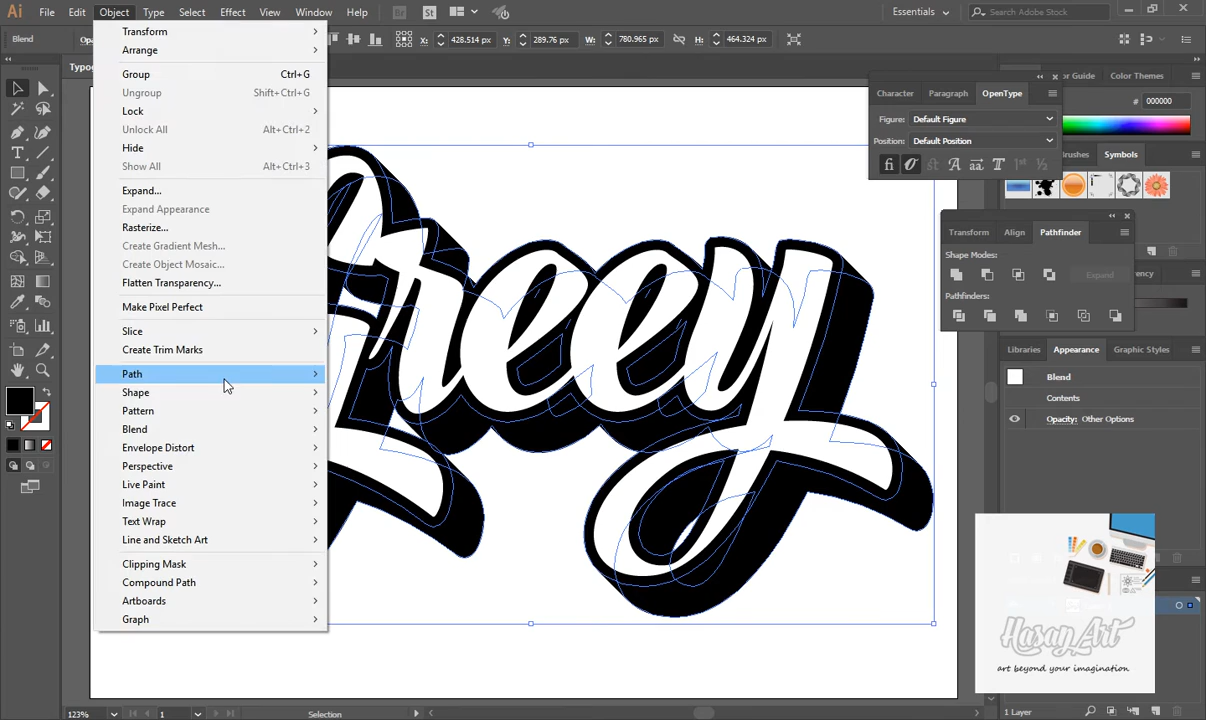 Ai File Edit Object Type Select Effect View Window Help Br St Essentials Search Adobe Stock
Blend X: 428.514 px Y: 289.76 px W: 780.965 px H: 464.324 px
Transform
Arrange
Group Ctrl+G
Ungroup Shift+Ctrl+G
Lock
Unlock All Alt+Ctrl+2
Hide
Show All Alt+Ctrl+3
Expand...
Expand Appearance
Rasterize...
Create Gradient Mesh...
Create Object Mosaic...
Flatten Transparency...
Make Pixel Perfect
Slice
Create Trim Marks
Path
Shape
Pattern
Blend
Envelope Distort
Perspective
Live Paint
Image Trace
Text Wrap
Line and Sketch Art
Clipping Mask
Compound Path
Artboards
Graph
reey
Character Paragraph OpenType
Figure: Default Figure
Position: Default Position
Guide Color Themes
# 000000
Symbols
Transform Align Pathfinder
Shape Modes:
Expand
Pathfinders:
Libraries Appearance Graphic Styles
Blend
Contents
Opacity: Other Options
Hasay Art
art beyond your imagination.
123% 1 Selection 1 Layer